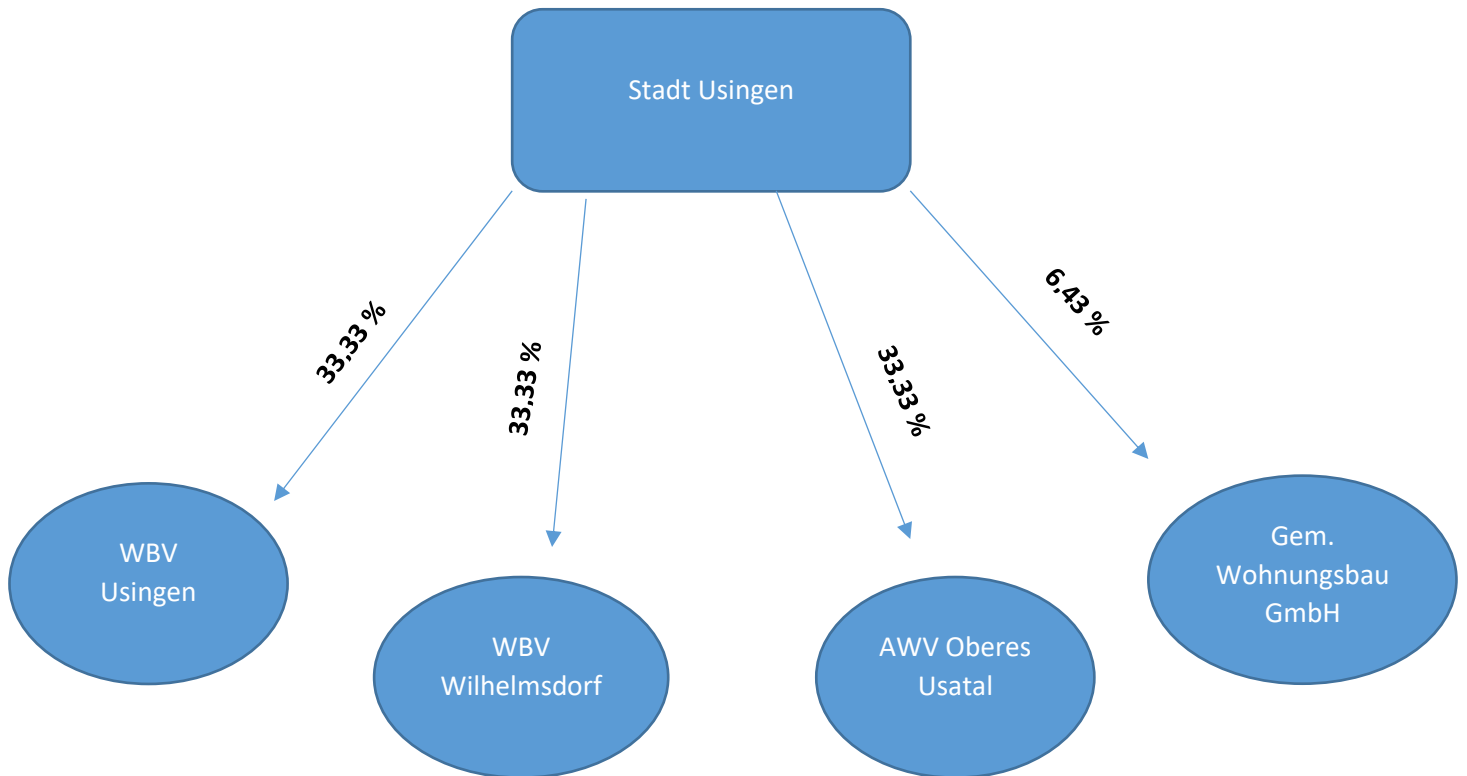 Stadt Usingen
33,33 %
33,33 %
33,33 %
6,43 %
WBV
Usingen
WBV
Wilhelmsdorf
AWV Oberes
Usatal
Gem.
Wohnungsbau
GmbH